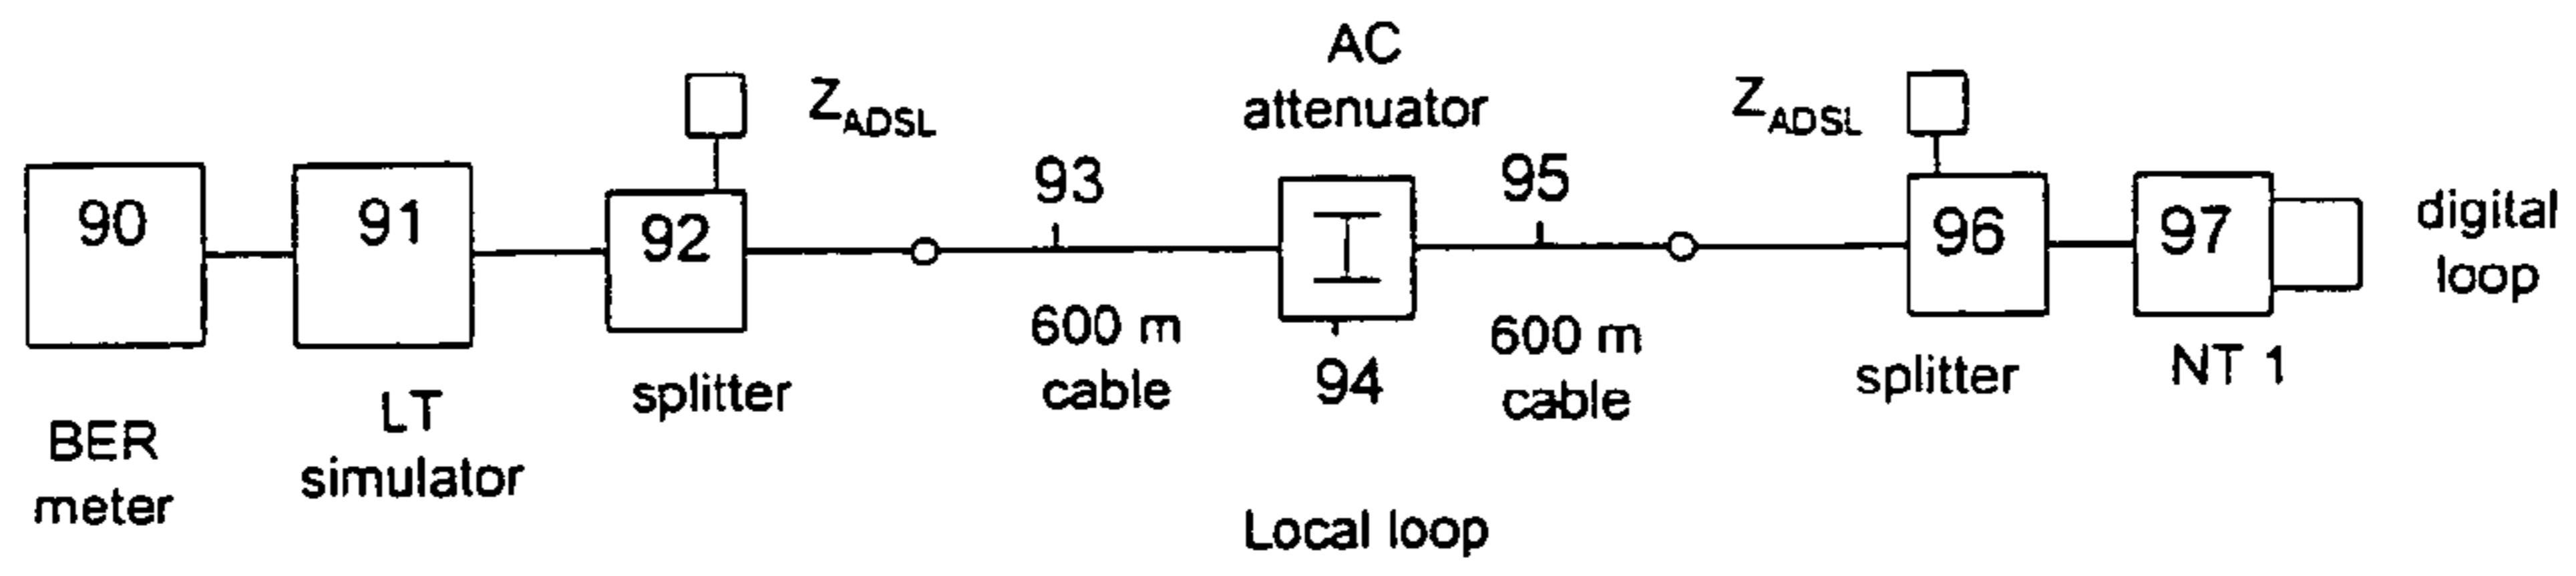 AC
attenuator
Z_ADSL
Z_ADSL
90
91
92
93
95
96
97
digital
loop
600 m
cable
94
600 m
cable
splitter
splitter
NT 1
LT
simulator
BER
meter
Local loop